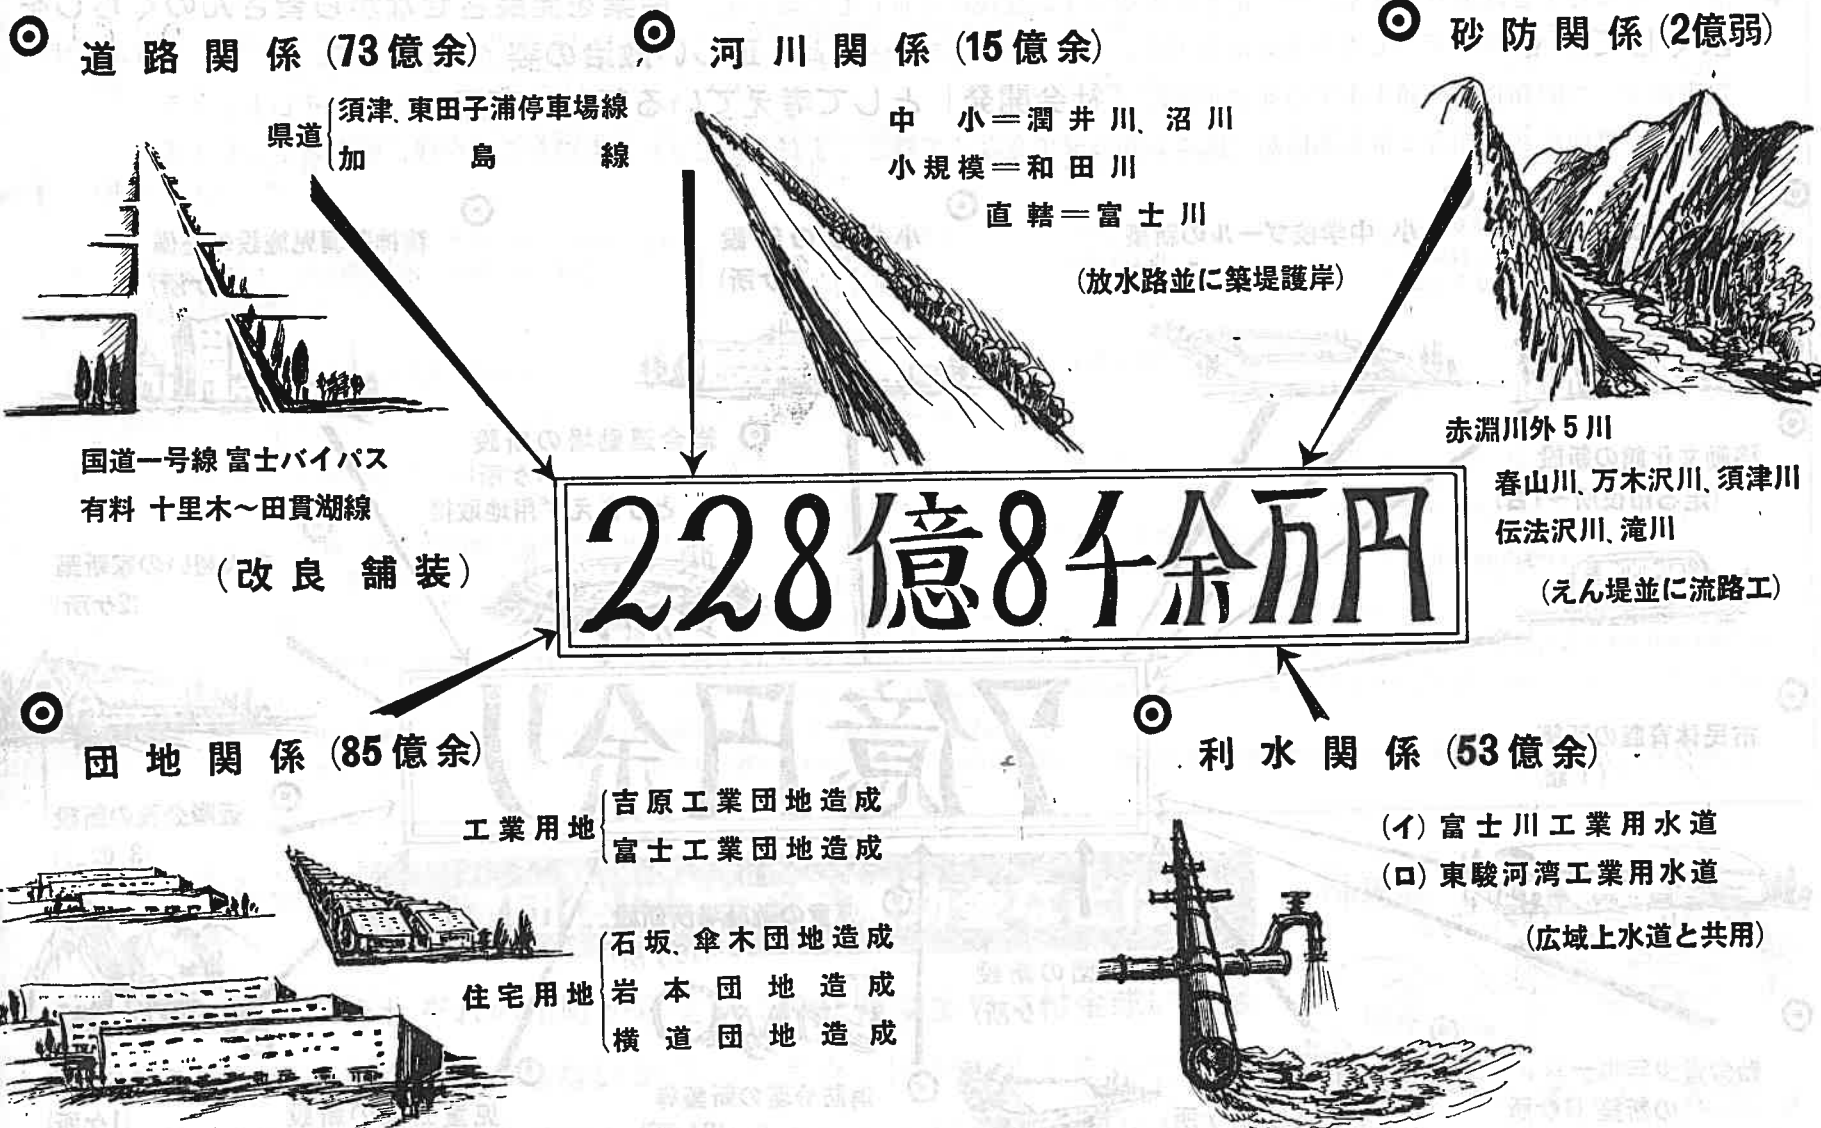 道路関係(73億余)
県道
須津、東田子浦停車場線
加島線
国道一号線 富士バイパス
有料 十里木～田貫湖線
(改良 舗装)
河川関係(15億余)
中小＝潤井川、沼川
小規模＝和田川
直轄＝富士川
(放水路並に築堤護岸)
砂防関係(2億弱)
赤淵川外5川
春山川、万木沢川、須津川
伝法沢川、滝川
(えん堤並に流路工)
228億8千余万円
団地関係(85億余)
工業用地
吉原工業団地造成
富士工業団地造成
住宅用地
石坂、傘木団地造成
岩本団地造成
横道団地造成
利水関係(53億余)
(イ)富士川工業用水道
(ロ)東駿河湾工業用水道
(広域上水道と共用)